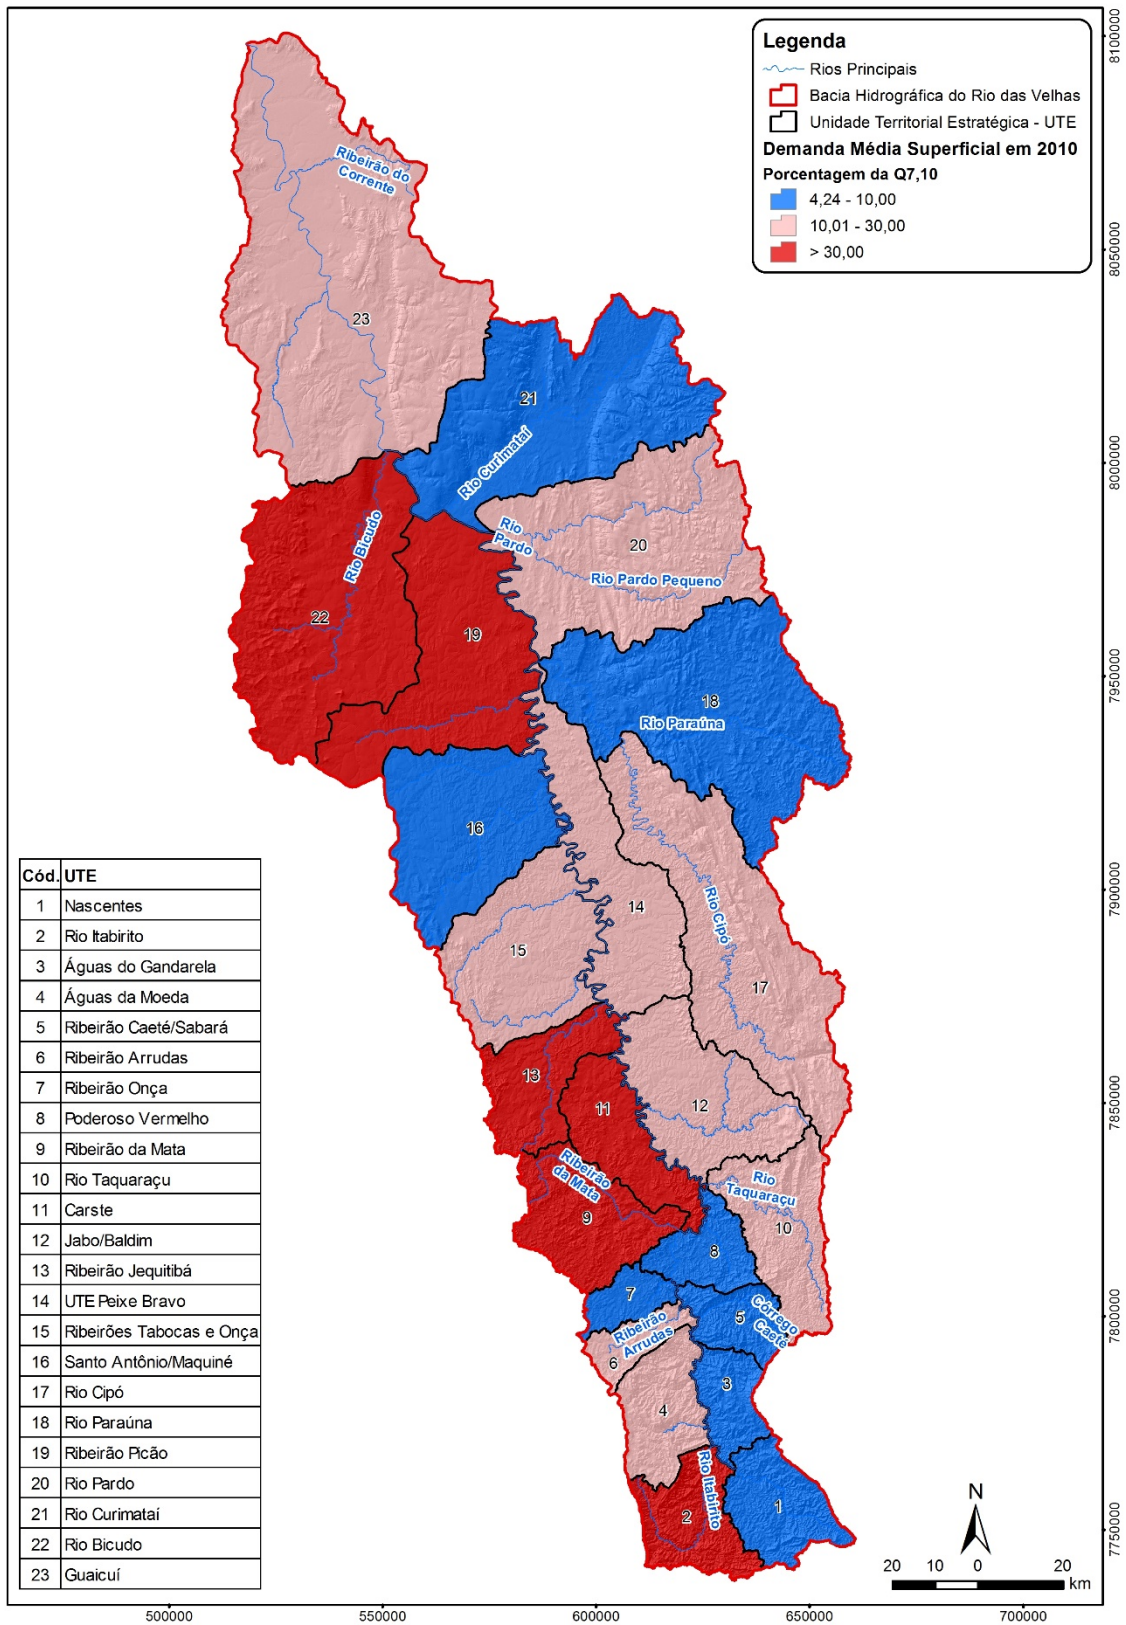 Legenda
Rios Principais
Bacia Hidrográfica do Rio das Velhas
Unidade Territorial Estratégica - UTE
Demanda Média Superficial em 2010
Porcentagem da Q7,10
4,24 - 10,00
10,01 - 30,00
> 30,00
8100000
8050000
8000000
7950000
7900000
7850000
7800000
7750000
Ribeirão do
Corrente
23
21
Rio Curimataí
Rio
Pardo
20
Rio Pardo Pequeno
Rio Bicudo
22
19
18
Rio Paraúna
16
14
Rio Cipó
15
17
13
11
12
Ribeirão
da Mata
9
Rio
Taquaraçu
10
8
7
5
Córrego
Caeté
Ribeirão
Arrudas
6
3
4
Rio Itabirito
2
1
Cód. UTE
1 Nascentes
2 Rio Itabirito
3 Águas do Gandarela
4 Águas da Moeda
5 Ribeirão Caeté/Sabará
6 Ribeirão Arrudas
7 Ribeirão Onça
8 Poderoso Vermelho
9 Ribeirão da Mata
10 Rio Taquaraçu
11 Carste
12 Jabo/Baldim
13 Ribeirão Jequitibá
14 UTE Peixe Bravo
15 Ribeirões Tabocas e Onça
16 Santo Antônio/Maquiné
17 Rio Cipó
18 Rio Paraúna
19 Ribeirão Picão
20 Rio Pardo
21 Rio Curimataí
22 Rio Bicudo
23 Guaicuí
N
20 10 0 20
km
500000 550000 600000 650000 700000